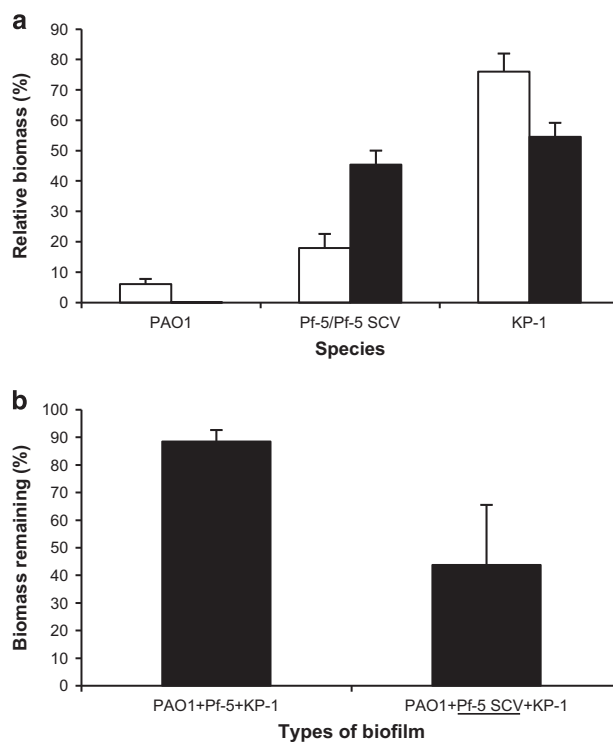 a
Relative biomass (%)
90
80
70
60
50
40
30
20
10
0
PAO1
Pf-5/Pf-5 SCV
KP-1
Species
b
Biomass remaining (%)
100
90
80
70
60
50
40
30
20
10
0
PAO1+Pf-5+KP-1
PAO1+Pf-5 SCV+KP-1
Types of biofilm